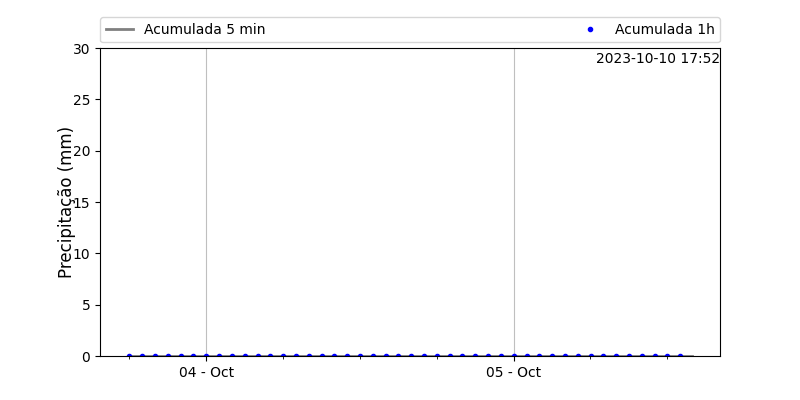 Acumulada 5 min
Acumulada 1h
2023-10-10 17:52
Precipitação (mm)
30
25
20
15
10
5
0
04 - Oct
05 - Oct